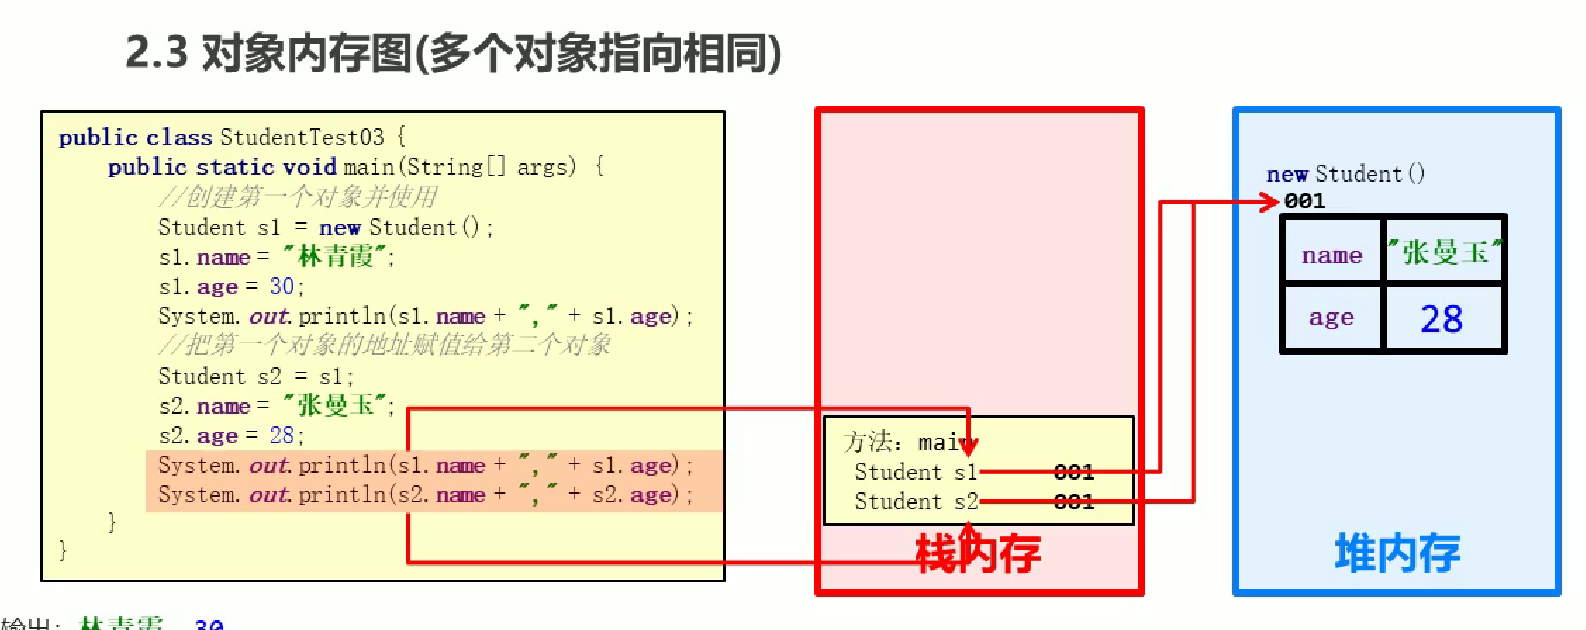 2.3 对象内存图(多个对象指向相同)
public class StudentTest03 {
public static void main(String[] args) {
//创建第一个对象并使用
Student s1 = new Student();
s1.name = "林青霞";
s1.age = 30;
System.out.println(s1.name + "," + s1.age);
//把第一个对象的地址赋值给第二个对象
Student s2 = s1;
s2.name = "张曼玉";
s2.age = 28;
System.out.println(s1.name + "," + s1.age);
System.out.println(s2.name + "," + s2.age);
}
}
方法：main
Student s1 001
Student s2 001
栈内存
new Student()
001
name "张曼玉"
age 28
堆内存
输出：林青霞 30